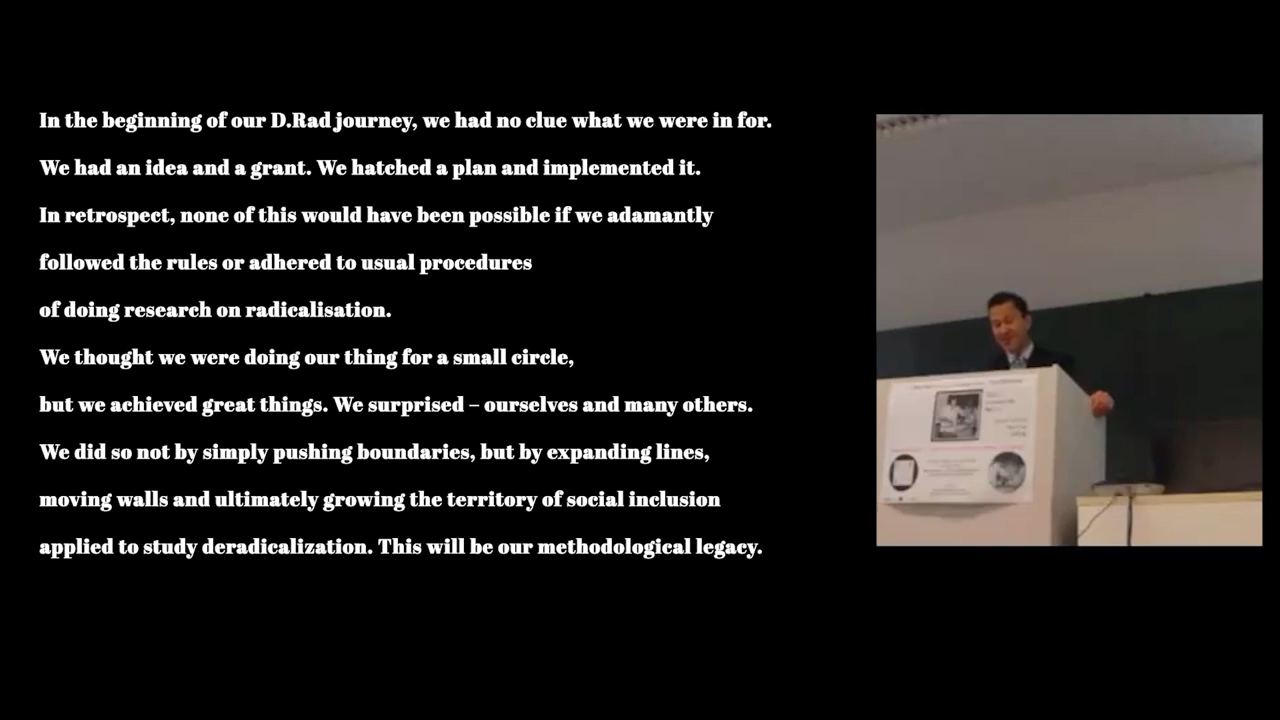 In the beginning of our D.Rad journey, we had no clue what we were in for.
We had an idea and a grant. We hatched a plan and implemented it.
In retrospect, none of this would have been possible if we adamantly
followed the rules or adhered to usual procedures
of doing research on radicalisation.
We thought we were doing our thing for a small circle,
but we achieved great things. We surprised – ourselves and many others.
We did so not by simply pushing boundaries, but by expanding lines,
moving walls and ultimately growing the territory of social inclusion
applied to study deradicalization. This will be our methodological legacy.